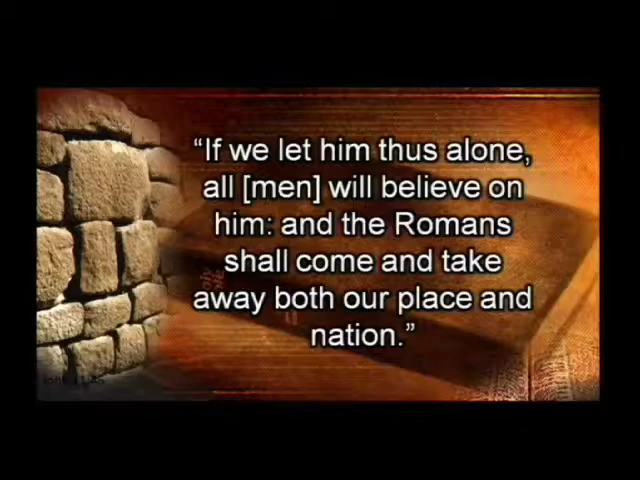 “If we let him thus alone,
all [men] will believe on
him: and the Romans
shall come and take
away both our place and
nation.”